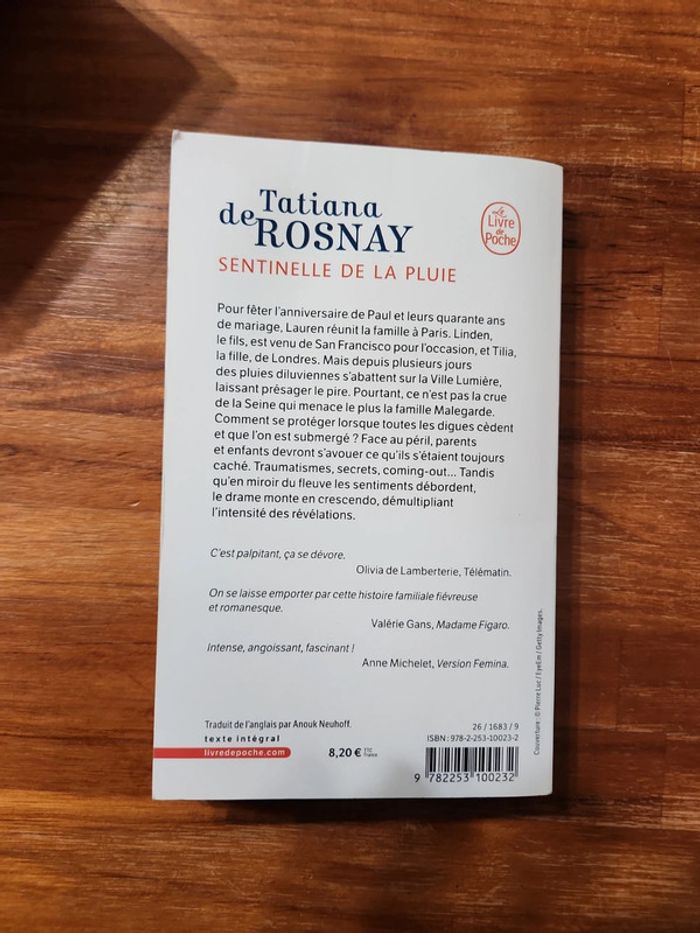 Tatiana
de ROSNAY
Le
Livre
de
Poche
SENTINELLE DE LA PLUIE
Pour fêter l'anniversaire de Paul et leurs quarante ans
de mariage, Lauren réunit la famille à Paris. Linden,
le fils, est venu de San Francisco pour l'occasion, et Tilia,
la fille, de Londres. Mais depuis plusieurs jours
des pluies diluviennes s'abattent sur la Ville Lumière,
laissant présager le pire. Pourtant, ce n'est pas la crue
de la Seine qui menace le plus la famille Malegarde.
Comment se protéger lorsque toutes les digues cèdent
et que l'on est submergé ? Face au péril, parents
et enfants devront s'avouer ce qu'ils s'étaient toujours
caché. Traumatismes, secrets, coming-out... Tandis
qu'en miroir du fleuve les sentiments débordent,
le drame monte en crescendo, démultipliant
l'intensité des révélations.
C'est palpitant, ça se dévore.
Olivia de Lamberterie, Télématin.
On se laisse emporter par cette histoire familiale fiévreuse
et romanesque.
Valérie Gans, Madame Figaro.
Intense, angoissant, fascinant !
Anne Michelet, Version Femina.
Traduit de l'anglais par Anouk Neuhoff.
texte intégral
livredepoche.com
8,20 € TTC
France
26 / 1683 / 9
ISBN : 978-2-253-10023-2
9 782253 100232
Couverture : © Pierre Luc / EyeEm / Getty Images.